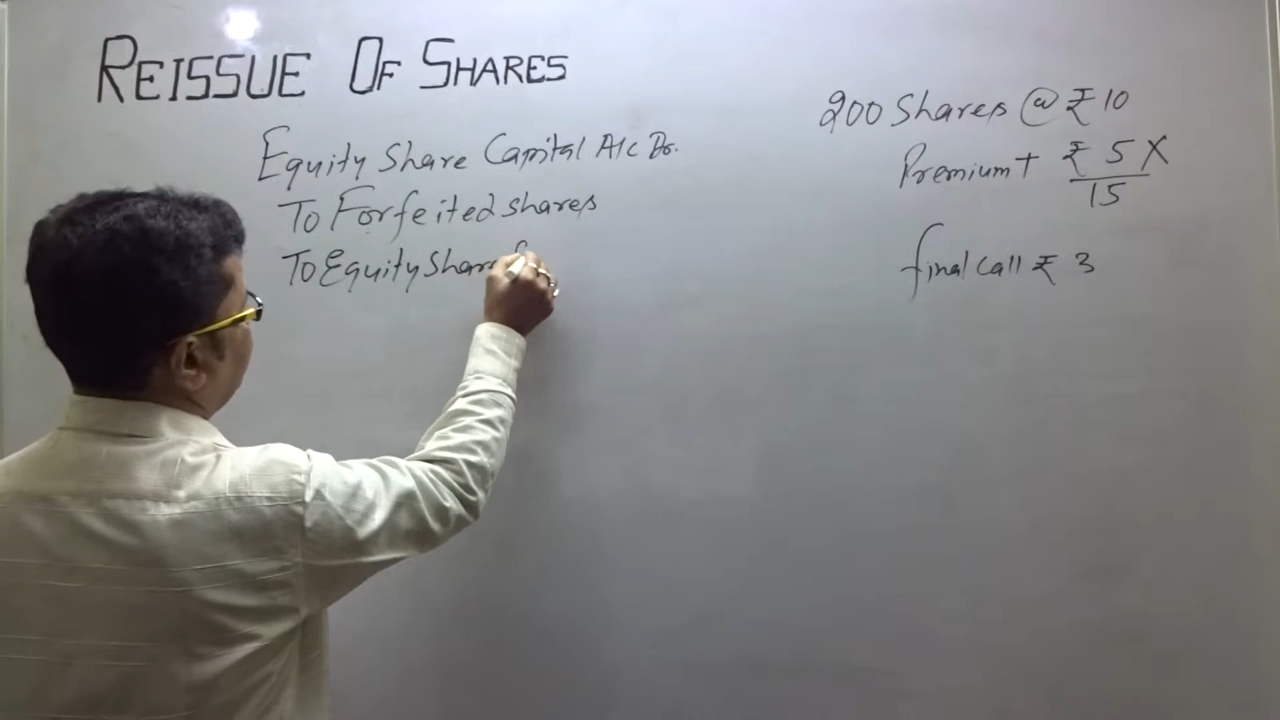 REISSUE OF SHARES
Equity Share Capital A/c Dr.
To Forfeited shares
To Equity Share f
200 Shares @ ₹ 10
Premium + ₹ 5 X
15
final call ₹ 3